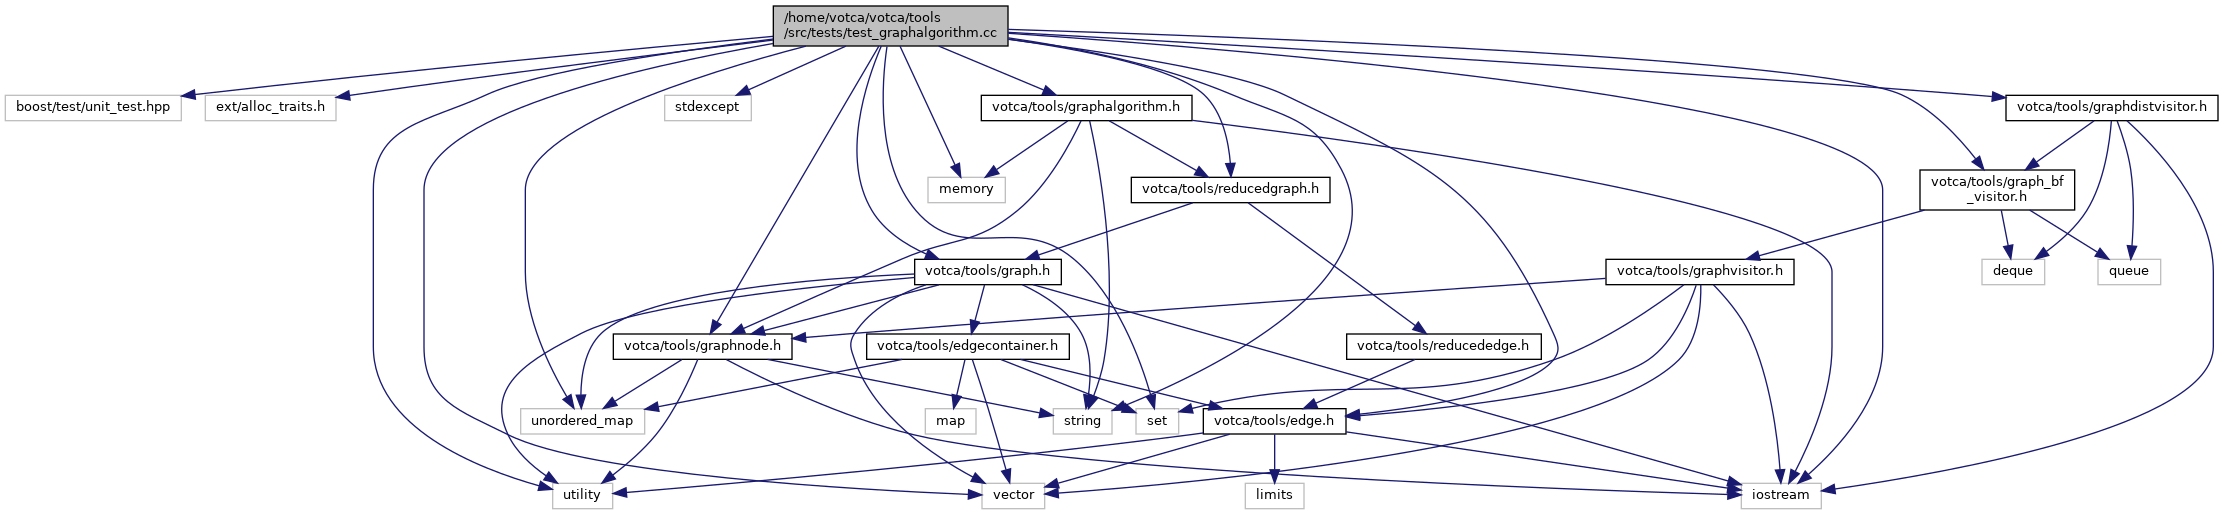 /home/votca/votca/tools
/src/tests/test_graphalgorithm.cc
boost/test/unit_test.hpp
ext/alloc_traits.h
stdexcept
votca/tools/graphalgorithm.h
votca/tools/graphdistvisitor.h
memory
votca/tools/reducedgraph.h
votca/tools/graph_bf
_visitor.h
votca/tools/graph.h
votca/tools/graphvisitor.h
deque
queue
votca/tools/graphnode.h
votca/tools/edgecontainer.h
votca/tools/reducededge.h
unordered_map
map
string
set
votca/tools/edge.h
utility
vector
limits
iostream